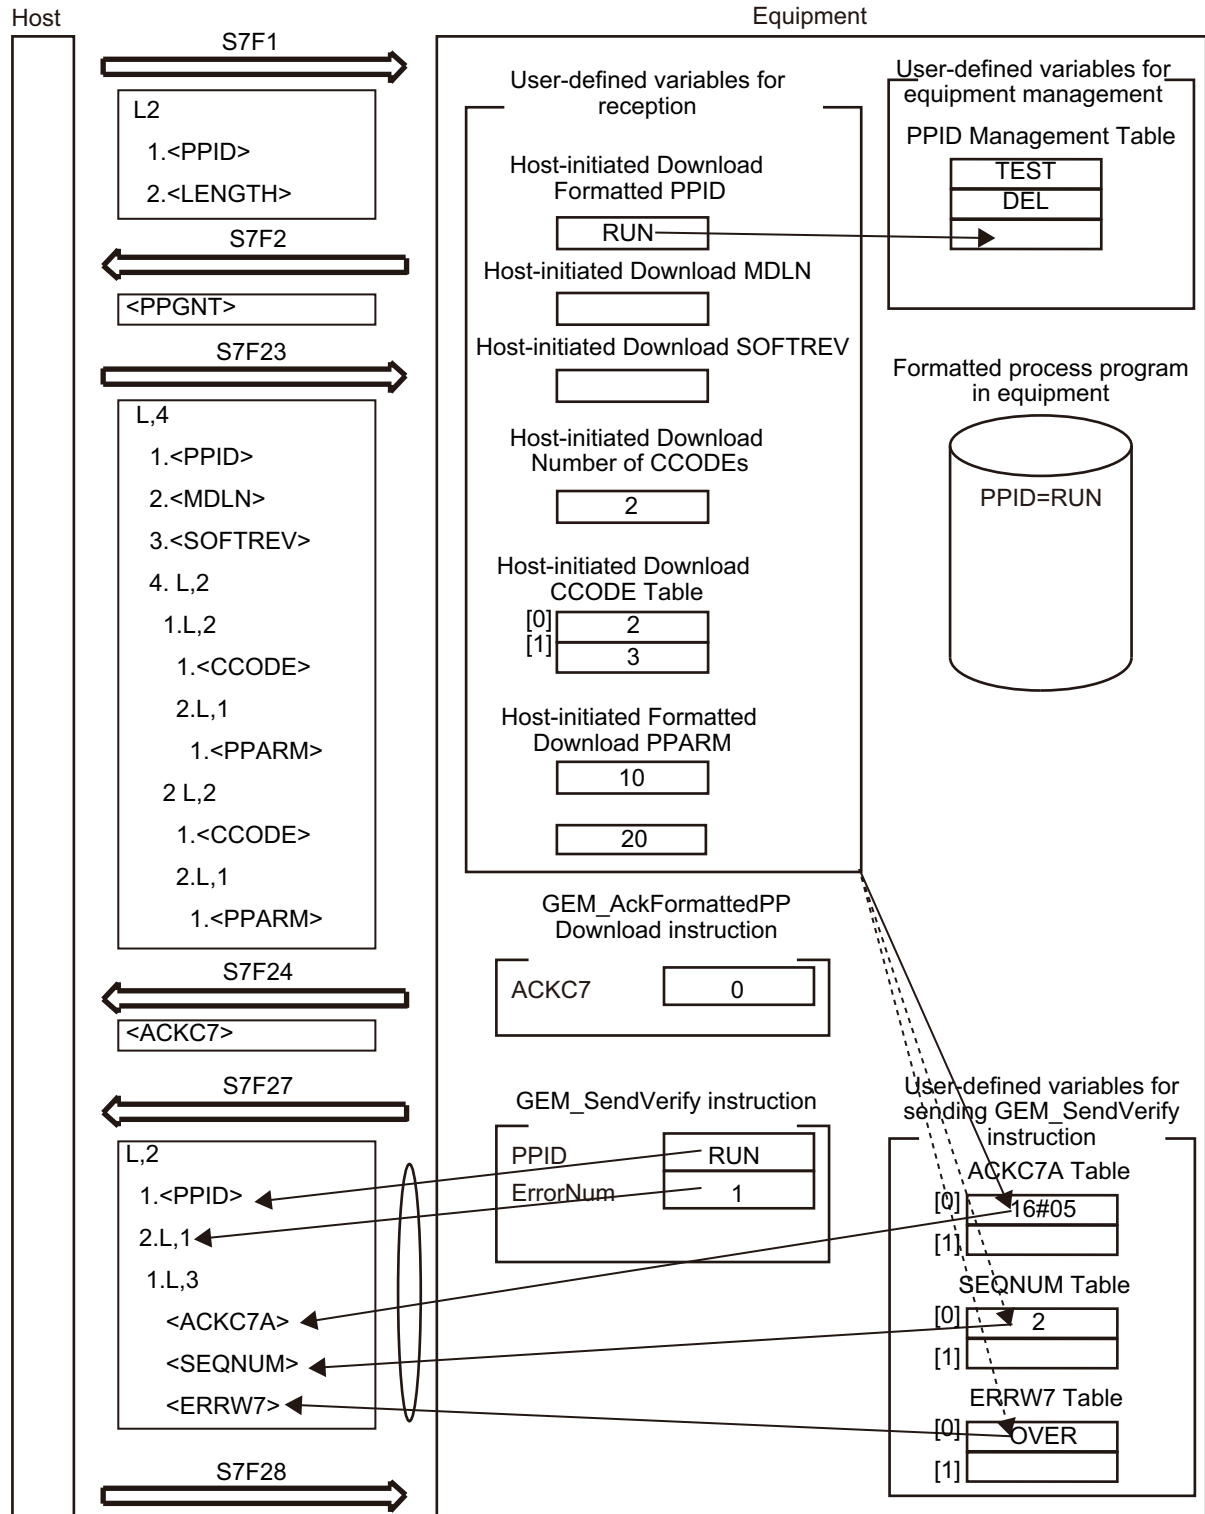 Host
Equipment
S7F1
L2
1.<PPID>
2.<LENGTH>
S7F2
<PPGNT>
S7F23
L,4
1.<PPID>
2.<MDLN>
3.<SOFTREV>
4. L,2
1.L,2
1.<CCODE>
2.L,1
1.<PPARM>
2 L,2
1.<CCODE>
2.L,1
1.<PPARM>
S7F24
<ACKC7>
S7F27
L,2
1.<PPID>
2.L,1
1.L,3
<ACKC7A>
<SEQNUM>
<ERRW7>
S7F28
User-defined variables for
reception
Host-initiated Download
Formatted PPID
RUN
Host-initiated Download MDLN
Host-initiated Download SOFTREV
Host-initiated Download
Number of CCODEs
2
Host-initiated Download
CCODE Table
[0] 2
[1] 3
Host-initiated Formatted
Download PPARM
10
20
GEM_AckFormattedPP
Download instruction
ACKC7 0
GEM_SendVerify instruction
PPID RUN
ErrorNum 1
User-defined variables for
equipment management
PPID Management Table
TEST
DEL
Formatted process program
in equipment
PPID=RUN
User-defined variables for
sending GEM_SendVerify
instruction
ACKC7A Table
[0] 16#05
[1]
SEQNUM Table
[0] 2
[1]
ERRW7 Table
[0] OVER
[1]